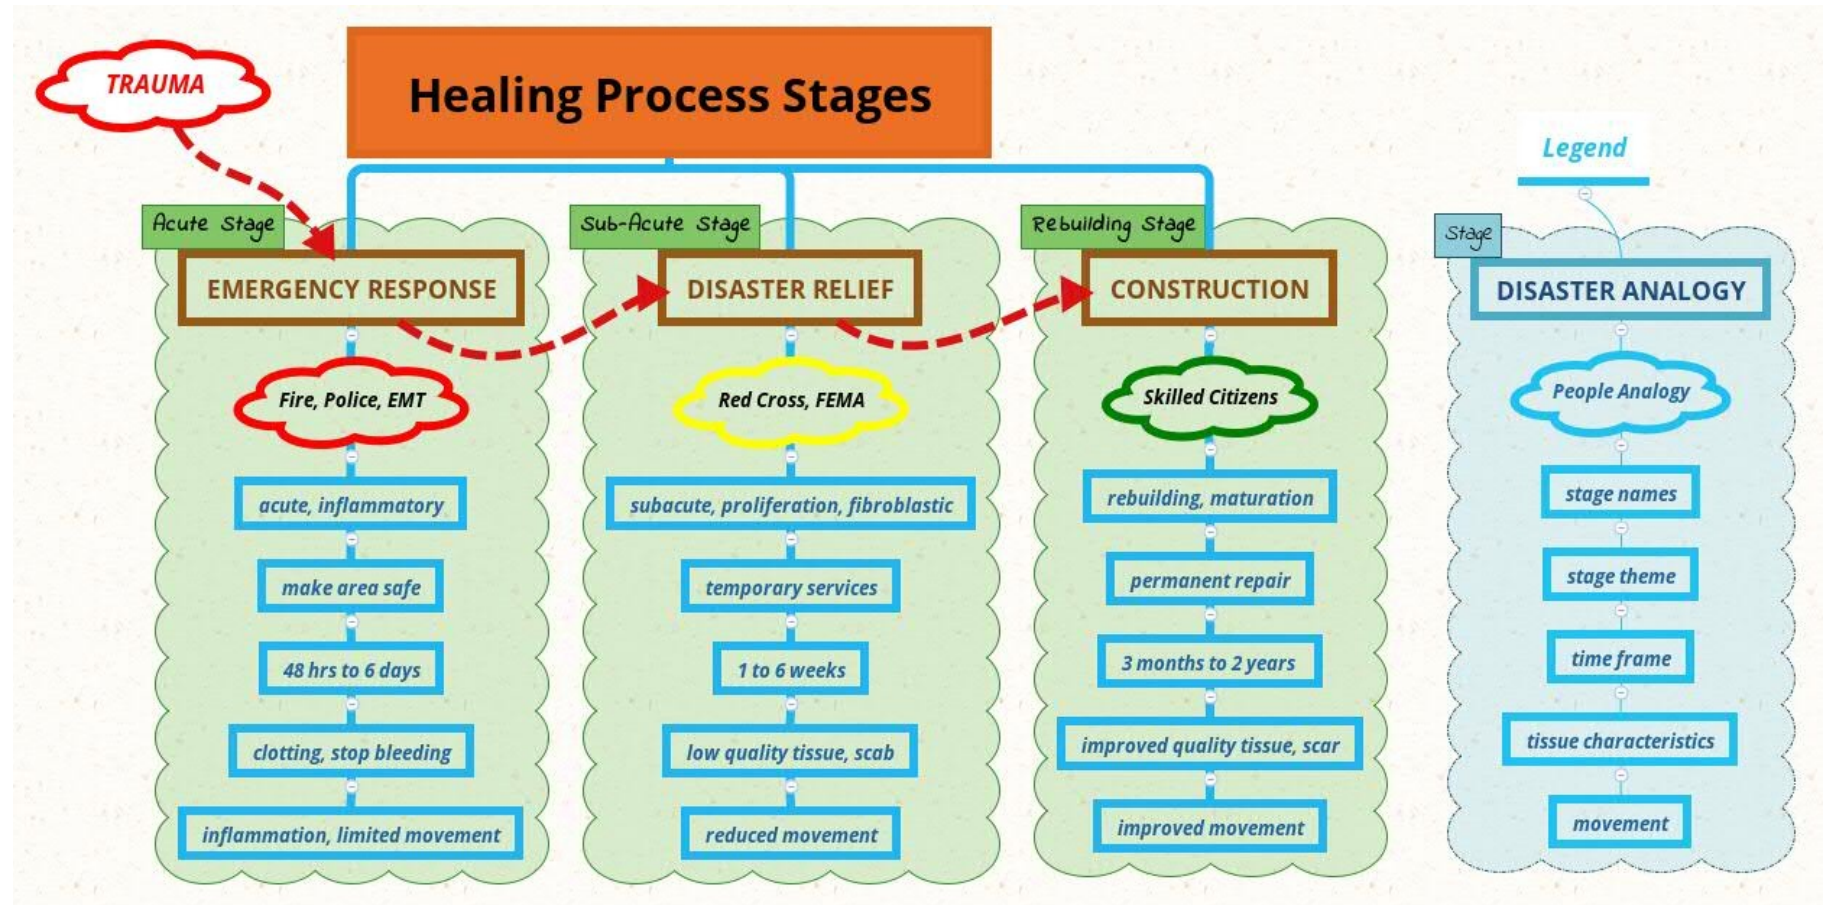 TRAUMA
Healing Process Stages
Legend
Acute Stage
EMERGENCY RESPONSE
Fire, Police, EMT
acute, inflammatory
make area safe
48 hrs to 6 days
clotting, stop bleeding
inflammation, limited movement
Sub-Acute Stage
DISASTER RELIEF
Red Cross, FEMA
subacute, proliferation, fibroblastic
temporary services
1 to 6 weeks
low quality tissue, scab
reduced movement
Rebuilding Stage
CONSTRUCTION
Skilled Citizens
rebuilding, maturation
permanent repair
3 months to 2 years
improved quality tissue, scar
improved movement
Stage
DISASTER ANALOGY
People Analogy
stage names
stage theme
time frame
tissue characteristics
movement